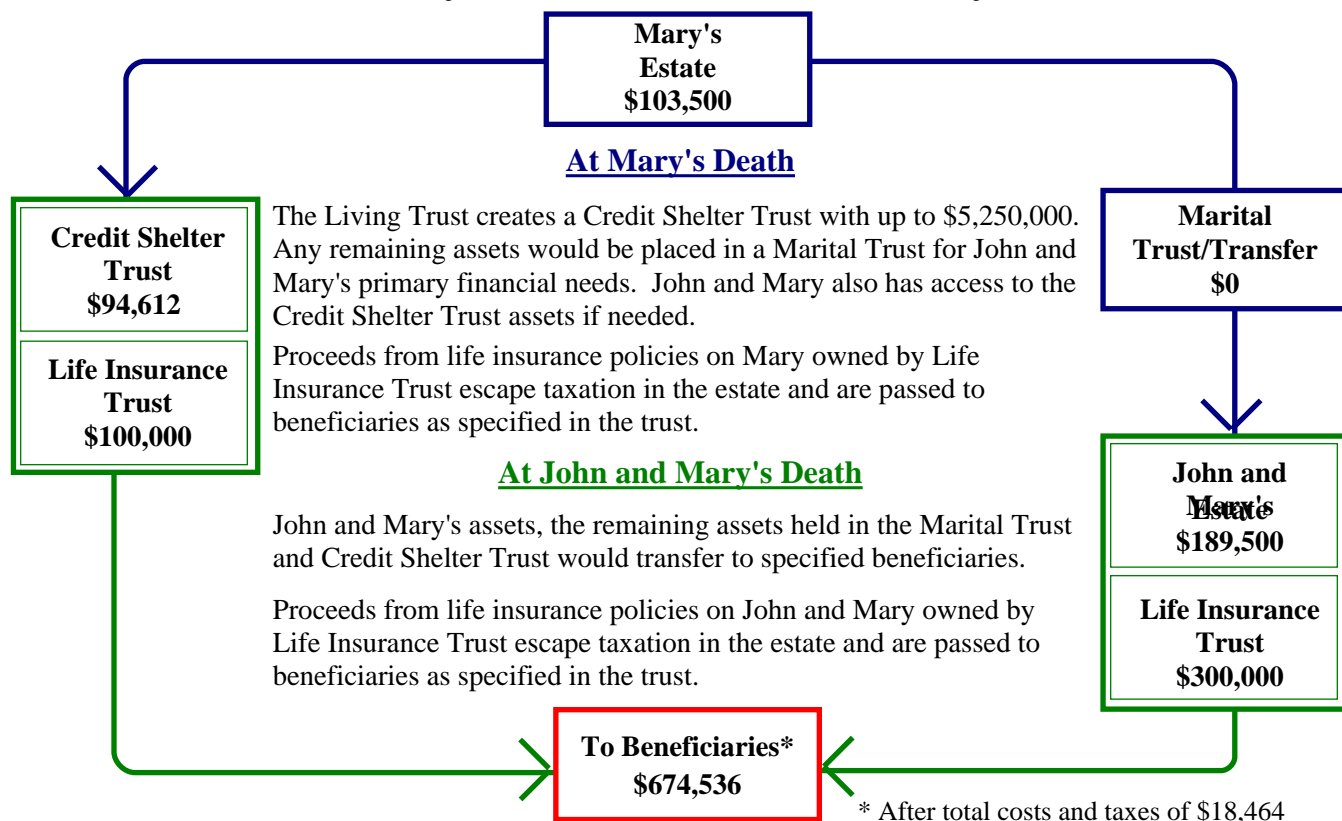 Mary's
Estate
$103,500
At Mary's Death
Credit Shelter
Trust
$94,612
Life Insurance
Trust
$100,000
The Living Trust creates a Credit Shelter Trust with up to $5,250,000.
Any remaining assets would be placed in a Marital Trust for John and
Mary's primary financial needs.  John and Mary also has access to the
Credit Shelter Trust assets if needed.
Proceeds from life insurance policies on Mary owned by Life
Insurance Trust escape taxation in the estate and are passed to
beneficiaries as specified in the trust.
Marital
Trust/Transfer
$0
At John and Mary's Death
John and Mary's assets, the remaining assets held in the Marital Trust
and Credit Shelter Trust would transfer to specified beneficiaries.
Proceeds from life insurance policies on John and Mary owned by
Life Insurance Trust escape taxation in the estate and are passed to
beneficiaries as specified in the trust.
John and
Mary's
Estate
$189,500
Life Insurance
Trust
$300,000
To Beneficiaries*
$674,536
* After total costs and taxes of $18,464